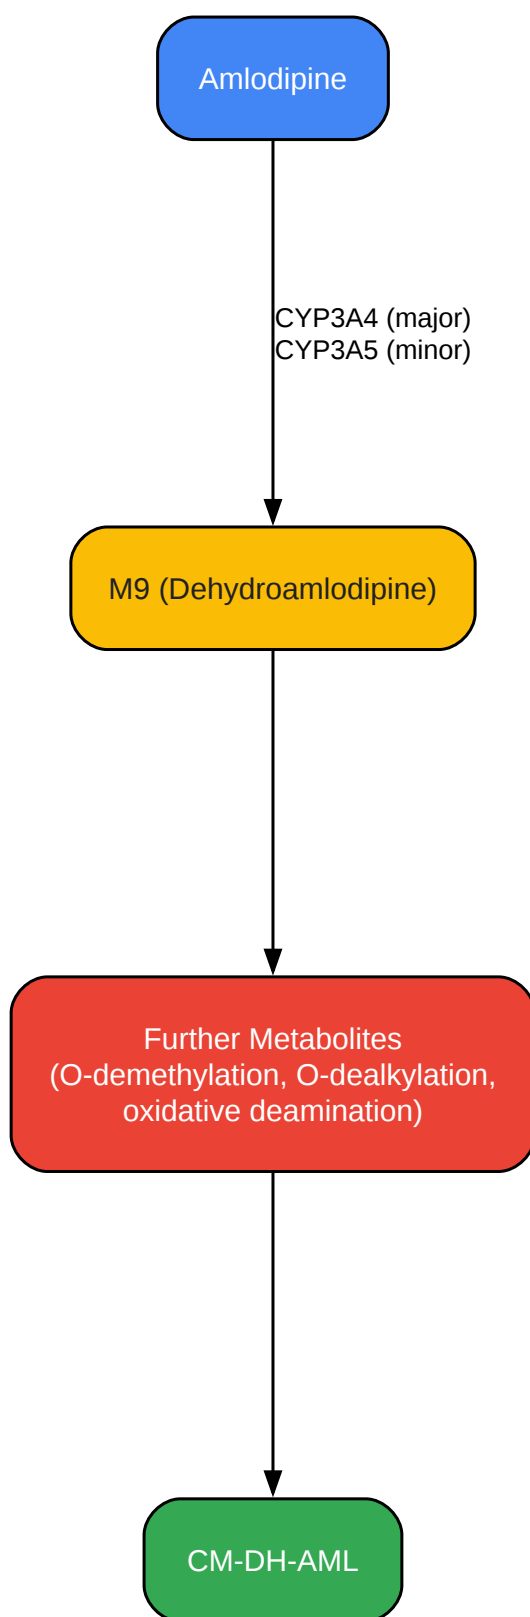 Amlodipine
CYP3A4 (major)
CYP3A5 (minor)
M9 (Dehydroamlodipine)
Further Metabolites
(O-demethylation, O-dealkylation,
oxidative deamination)
CM-DH-AML